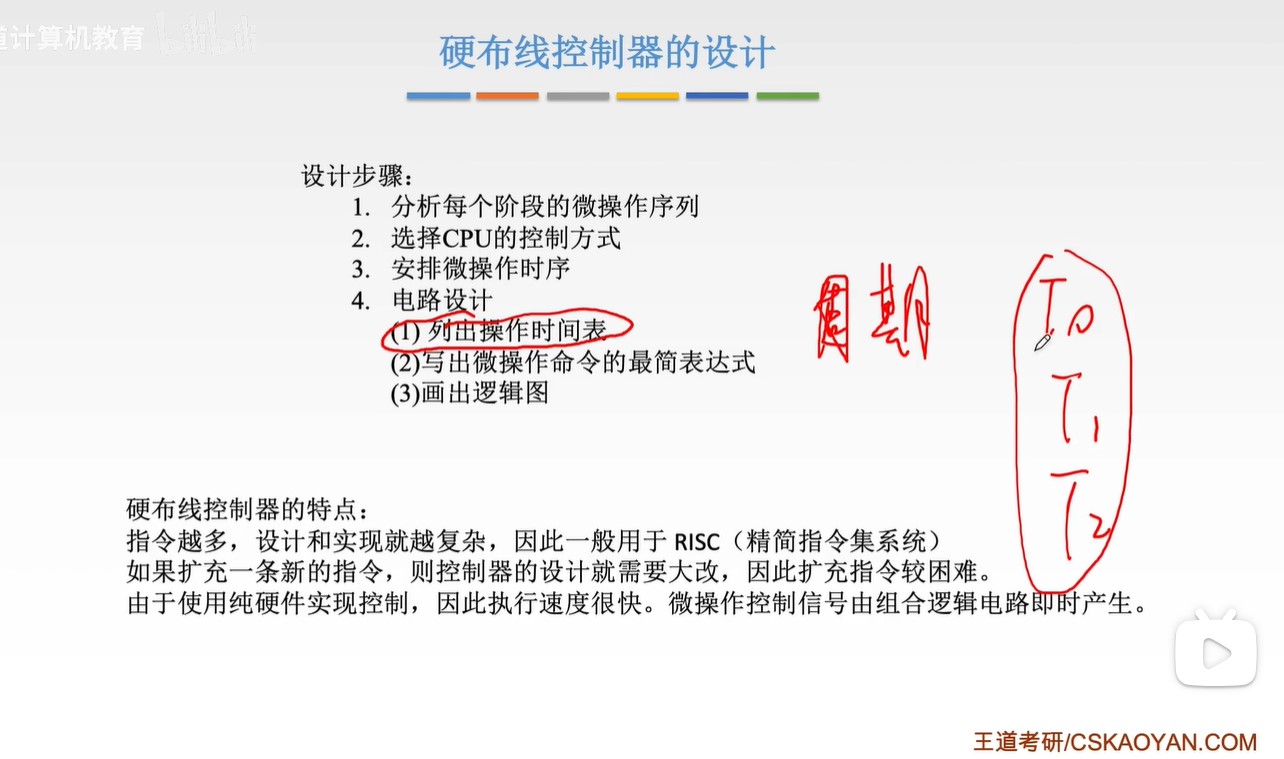 道计算机教育 bilibili
硬布线控制器的设计
设计步骤：
1. 分析每个阶段的微操作序列
2. 选择CPU的控制方式
3. 安排微操作时序
4. 电路设计
(1) 列出操作时间表
(2)写出微操作命令的最简表达式
(3)画出逻辑图
周期
T0
T1
T2
硬布线控制器的特点：
指令越多，设计和实现就越复杂，因此一般用于 RISC（精简指令集系统）
如果扩充一条新的指令，则控制器的设计就需要大改，因此扩充指令较困难。
由于使用纯硬件实现控制，因此执行速度很快。微操作控制信号由组合逻辑电路即时产生。
王道考研/CSKAOYAN.COM